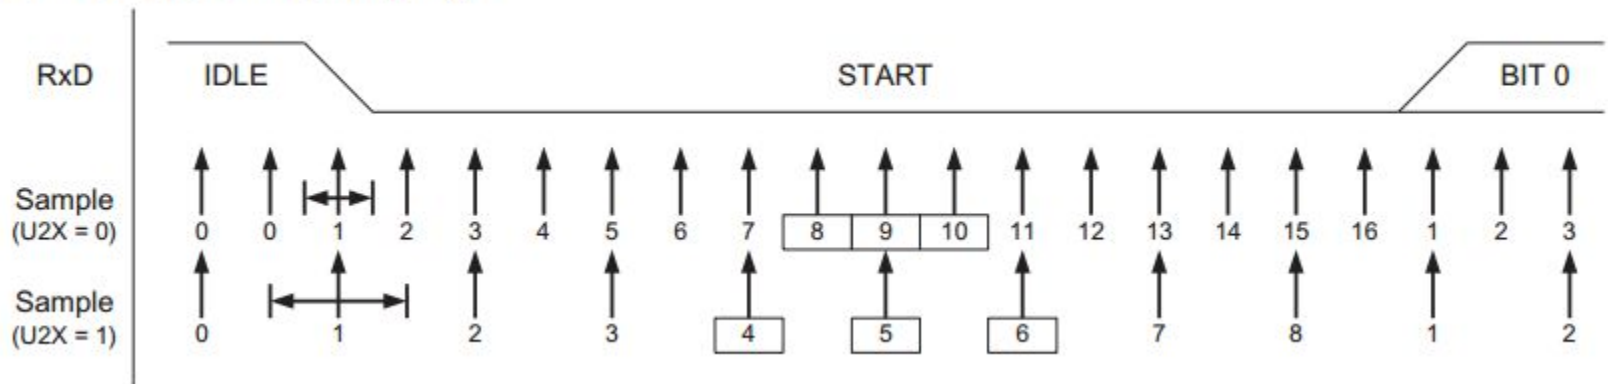 RxD IDLE START BIT 0
Sample
(U2X = 0) 0 0 1 2 3 4 5 6 7 8 9 10 11 12 13 14 15 16 1 2 3
Sample
(U2X = 1) 0 1 2 3 4 5 6 7 8 1 2